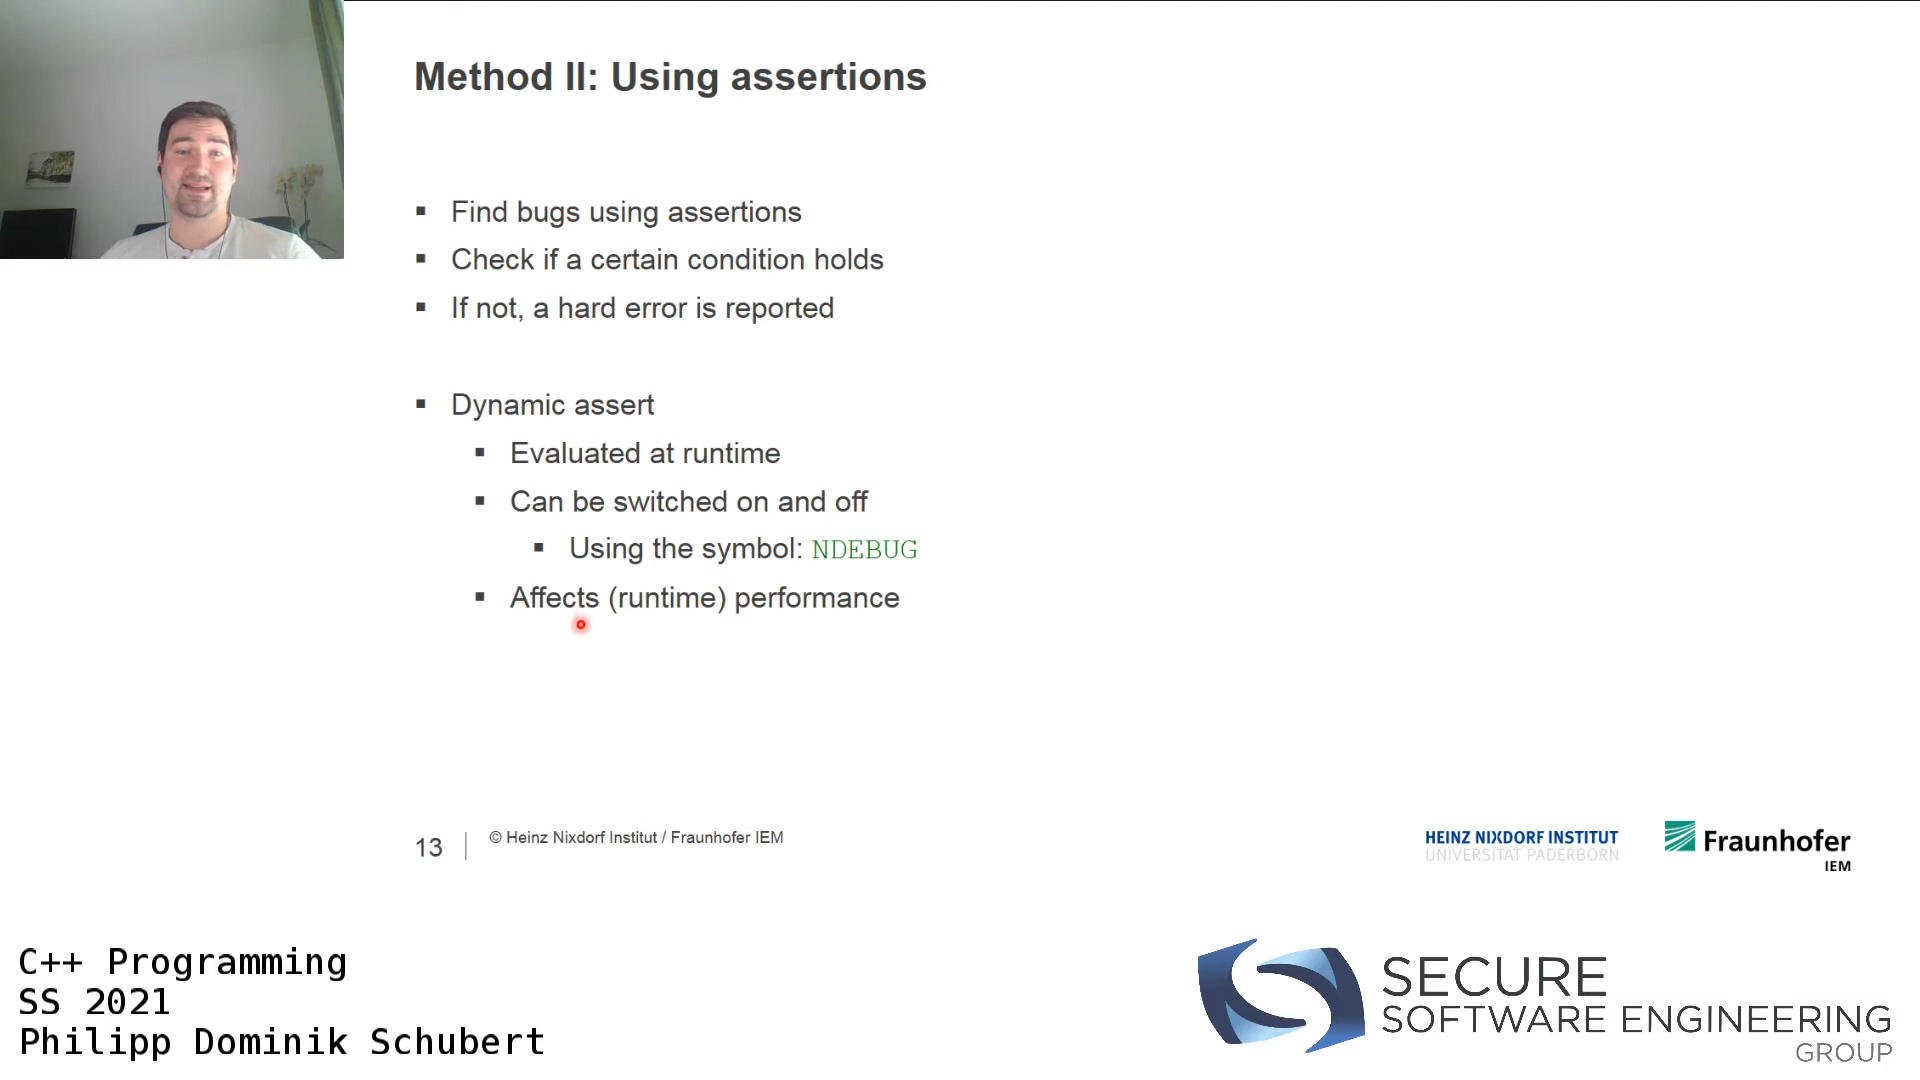 Method II: Using assertions
Find bugs using assertions
Check if a certain condition holds
If not, a hard error is reported
Dynamic assert
Evaluated at runtime
Can be switched on and off
Using the symbol: NDEBUG
Affects (runtime) performance
13
© Heinz Nixdorf Institut / Fraunhofer IEM
HEINZ NIXDORF INSTITUT
UNIVERSITÄT PADERBORN
Fraunhofer
IEM
C++ Programming
SS 2021
Philipp Dominik Schubert
SECURE
SOFTWARE ENGINEERING
GROUP